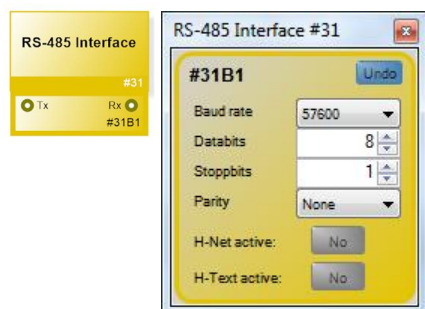 RS-485 Interface
#31
Tx Rx
#31B1
RS-485 Interface #31
#31B1 Undo
Baud rate 57600
Databits 8
Stoppbits 1
Parity None
H-Net active: No
H-Text active: No